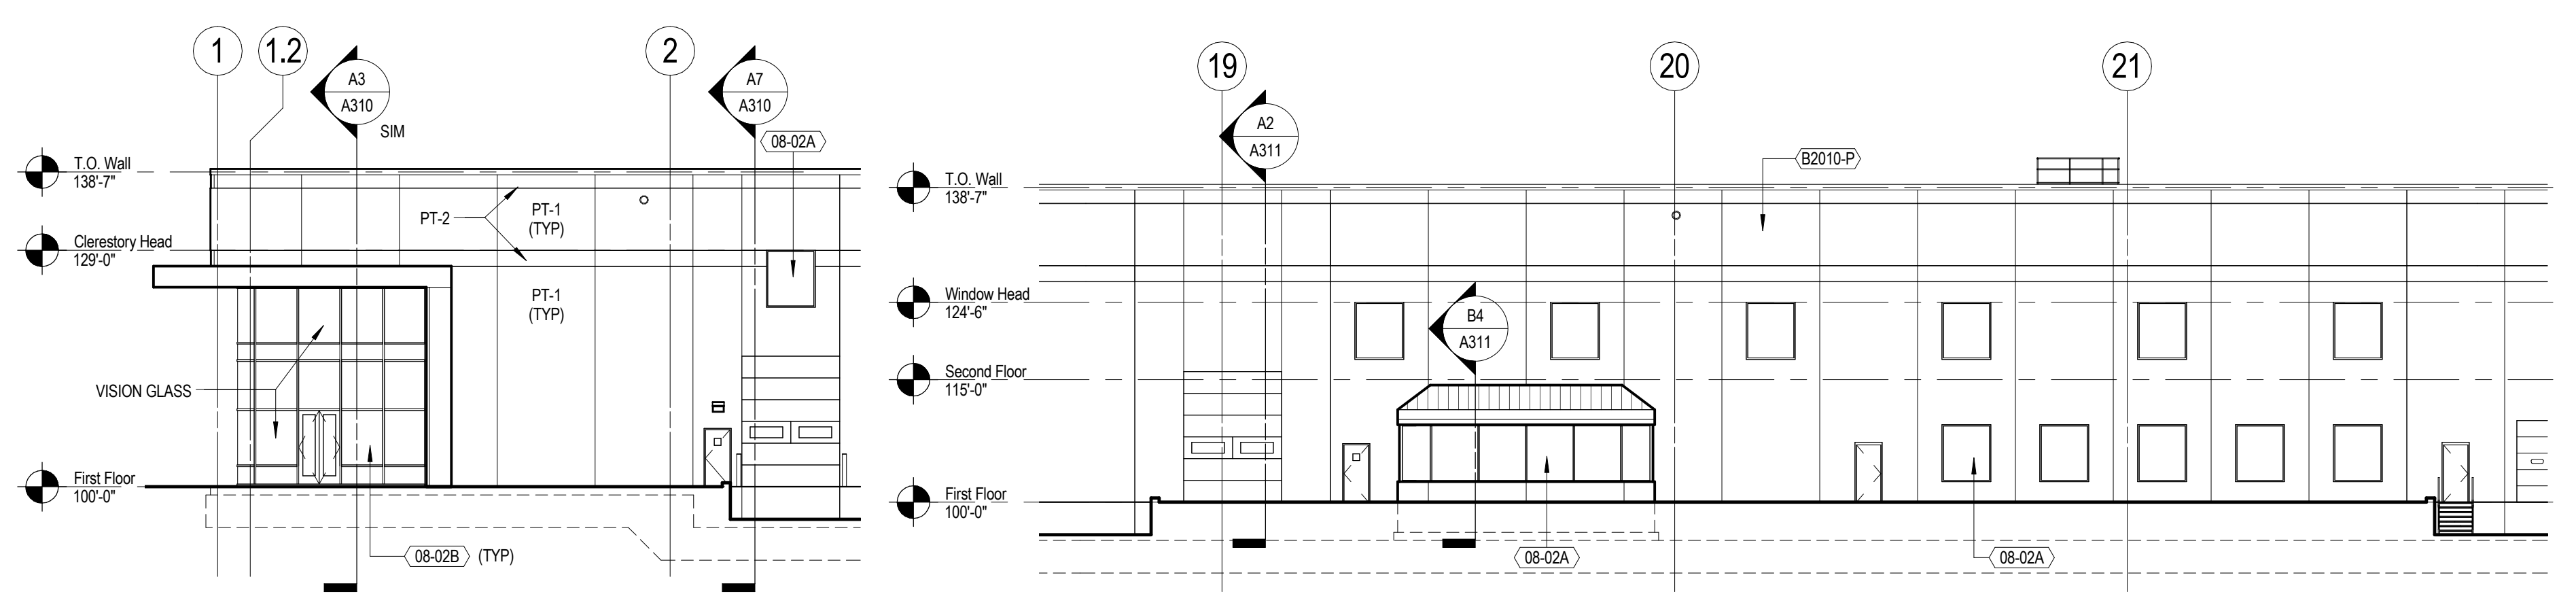 1
1.2
A3
A310
SIM
2
A7
A310
08-02A
T.O. Wall
138'-7"
PT-2
PT-1
(TYP)
Clerestory Head
129'-0"
PT-1
(TYP)
VISION GLASS
First Floor
100'-0"
08-02B
(TYP)
19
A2
A311
20
21
B2010-P
T.O. Wall
138'-7"
Window Head
124'-6"
B4
A311
Second Floor
115'-0"
First Floor
100'-0"
08-02A
08-02A